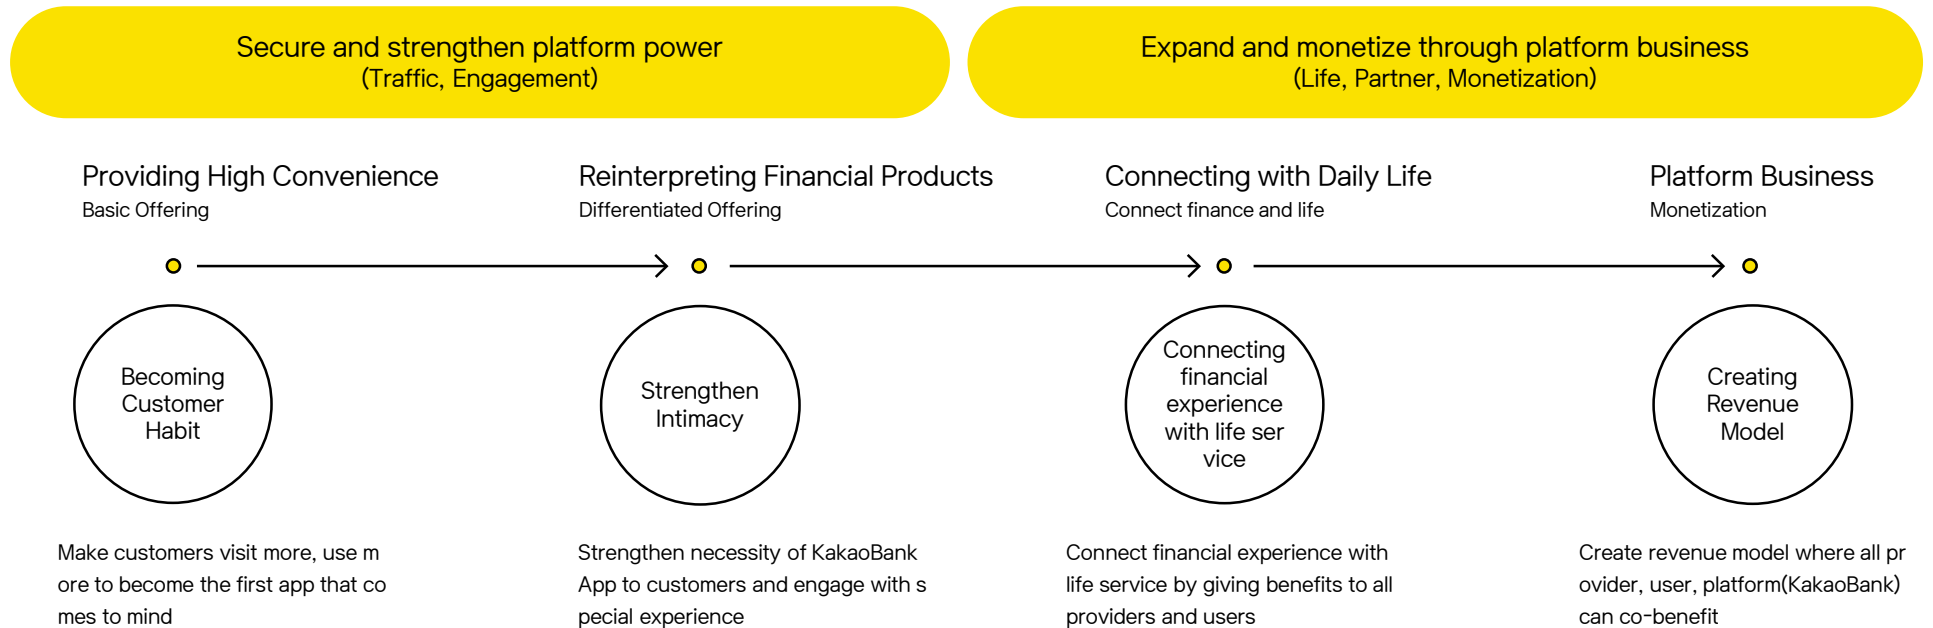 Secure and strengthen platform power
(Traffic, Engagement)
Expand and monetize through platform business
(Life, Partner, Monetization)
Providing High Convenience
Basic Offering
Reinterpreting Financial Products
Differentiated Offering
Connecting with Daily Life
Connect finance and life
Platform Business
Monetization
Becoming
Customer
Habit
Strengthen
Intimacy
Connecting
financial
experience
with life ser
vice
Creating
Revenue
Model
Make customers visit more, use m
ore to become the first app that co
mes to mind
Strengthen necessity of KakaoBank
App to customers and engage with s
pecial experience
Connect financial experience with
life service by giving benefits to all
providers and users
Create revenue model where all pr
ovider, user, platform(KakaoBank)
can co-benefit